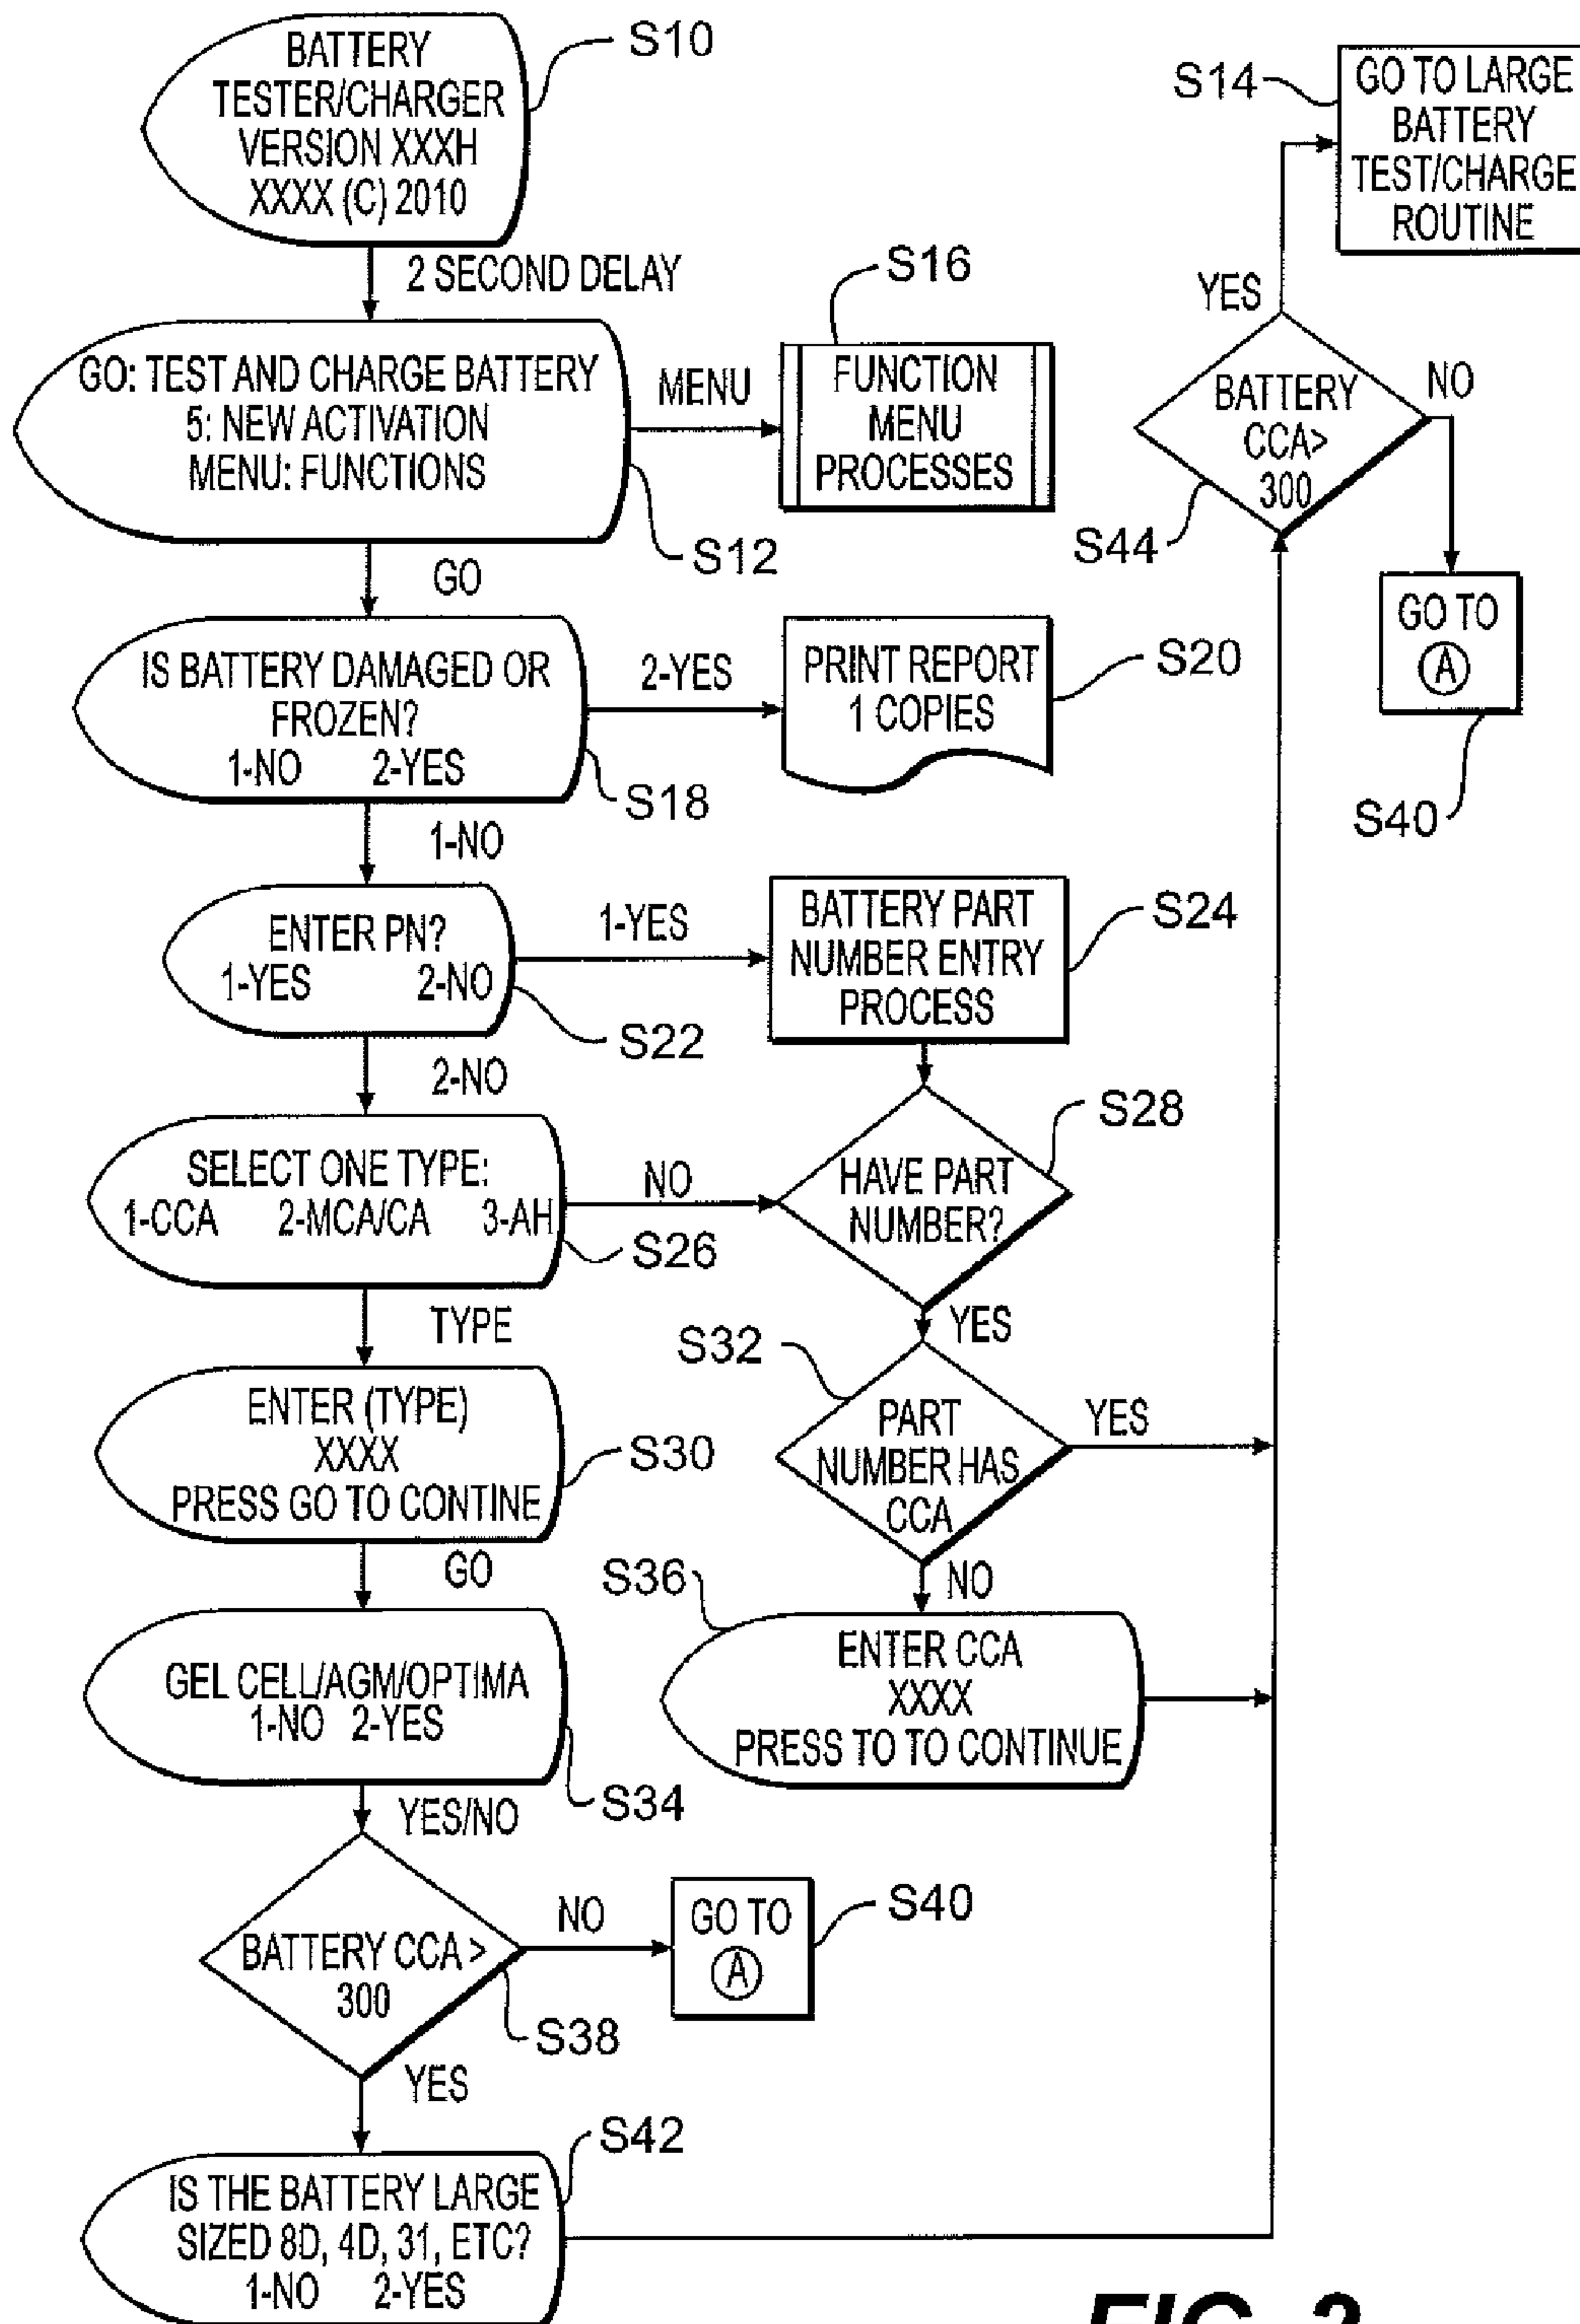 BATTERY
TESTER/CHARGER
VERSION XXXH
XXXX (C) 2010
S10
2 SECOND DELAY
GO: TEST AND CHARGE BATTERY
5: NEW ACTIVATION
MENU: FUNCTIONS
S12
MENU
S16
FUNCTION
MENU
PROCESSES
GO
IS BATTERY DAMAGED OR
FROZEN?
1-NO 2-YES
S18
2-YES
PRINT REPORT
1 COPIES
S20
1-NO
ENTER PN?
1-YES 2-NO
S22
1-YES
BATTERY PART
NUMBER ENTRY
PROCESS
S24
2-NO
SELECT ONE TYPE:
1-CCA 2-MCA/CA 3-AH
S26
NO
HAVE PART
NUMBER?
S28
TYPE
YES
ENTER (TYPE)
XXXX
PRESS GO TO CONTINE
S30
S32
PART
NUMBER HAS
CCA
YES
GO
NO
GEL CELL/AGM/OPTIMA
1-NO 2-YES
S34
S36
ENTER CCA
XXXX
PRESS TO TO CONTINUE
YES/NO
BATTERY CCA >
300
S38
NO
GO TO
A
S40
YES
IS THE BATTERY LARGE
SIZED 8D, 4D, 31, ETC?
1-NO 2-YES
S42
S14
GO TO LARGE
BATTERY
TEST/CHARGE
ROUTINE
YES
BATTERY
CCA>
300
S44
NO
GO TO
A
S40
FIG. 2